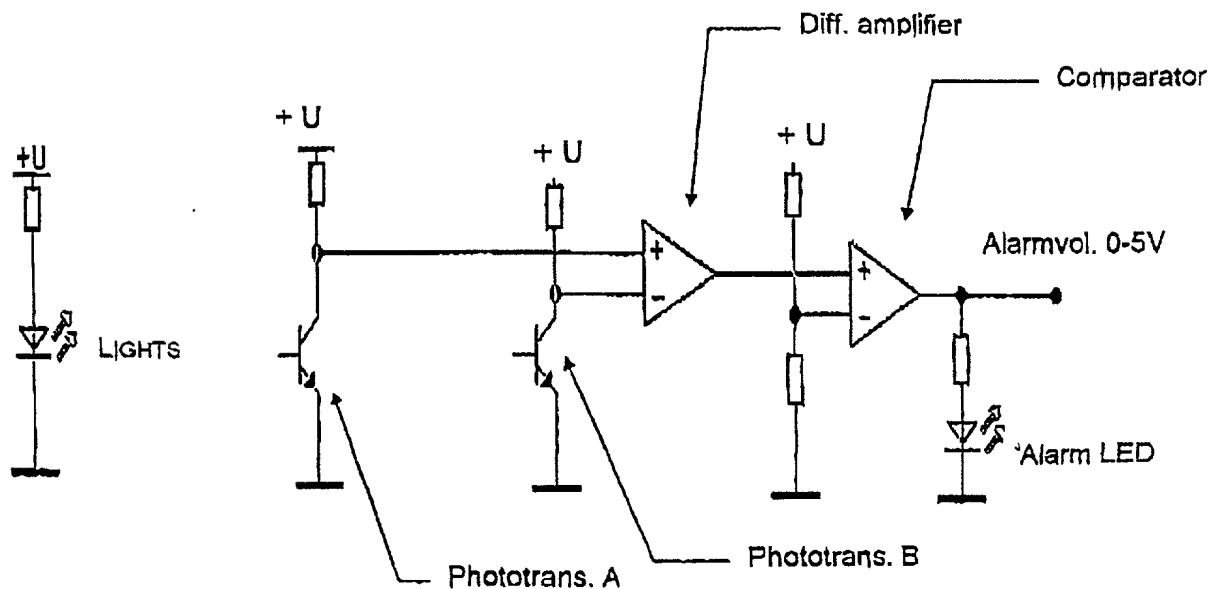 Diff. amplifier
Comparator
+ U
+ U
+ U
+U
+
-
+
-
Alarmvol. 0-5V
LIGHTS
Alarm LED
Phototrans. B
Phototrans. A